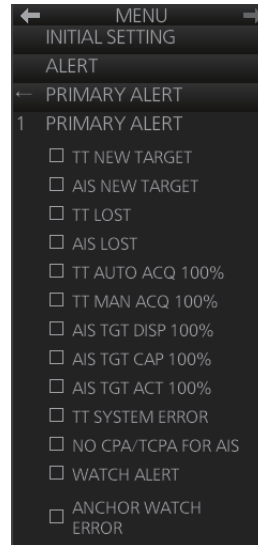 MENU
INITIAL SETTING
ALERT
← PRIMARY ALERT
1 PRIMARY ALERT
TT NEW TARGET
AIS NEW TARGET
TT LOST
AIS LOST
TT AUTO ACQ 100%
TT MAN ACQ 100%
AIS TGT DISP 100%
AIS TGT CAP 100%
AIS TGT ACT 100%
TT SYSTEM ERROR
NO CPA/TCPA FOR AIS
WATCH ALERT
ANCHOR WATCH
ERROR